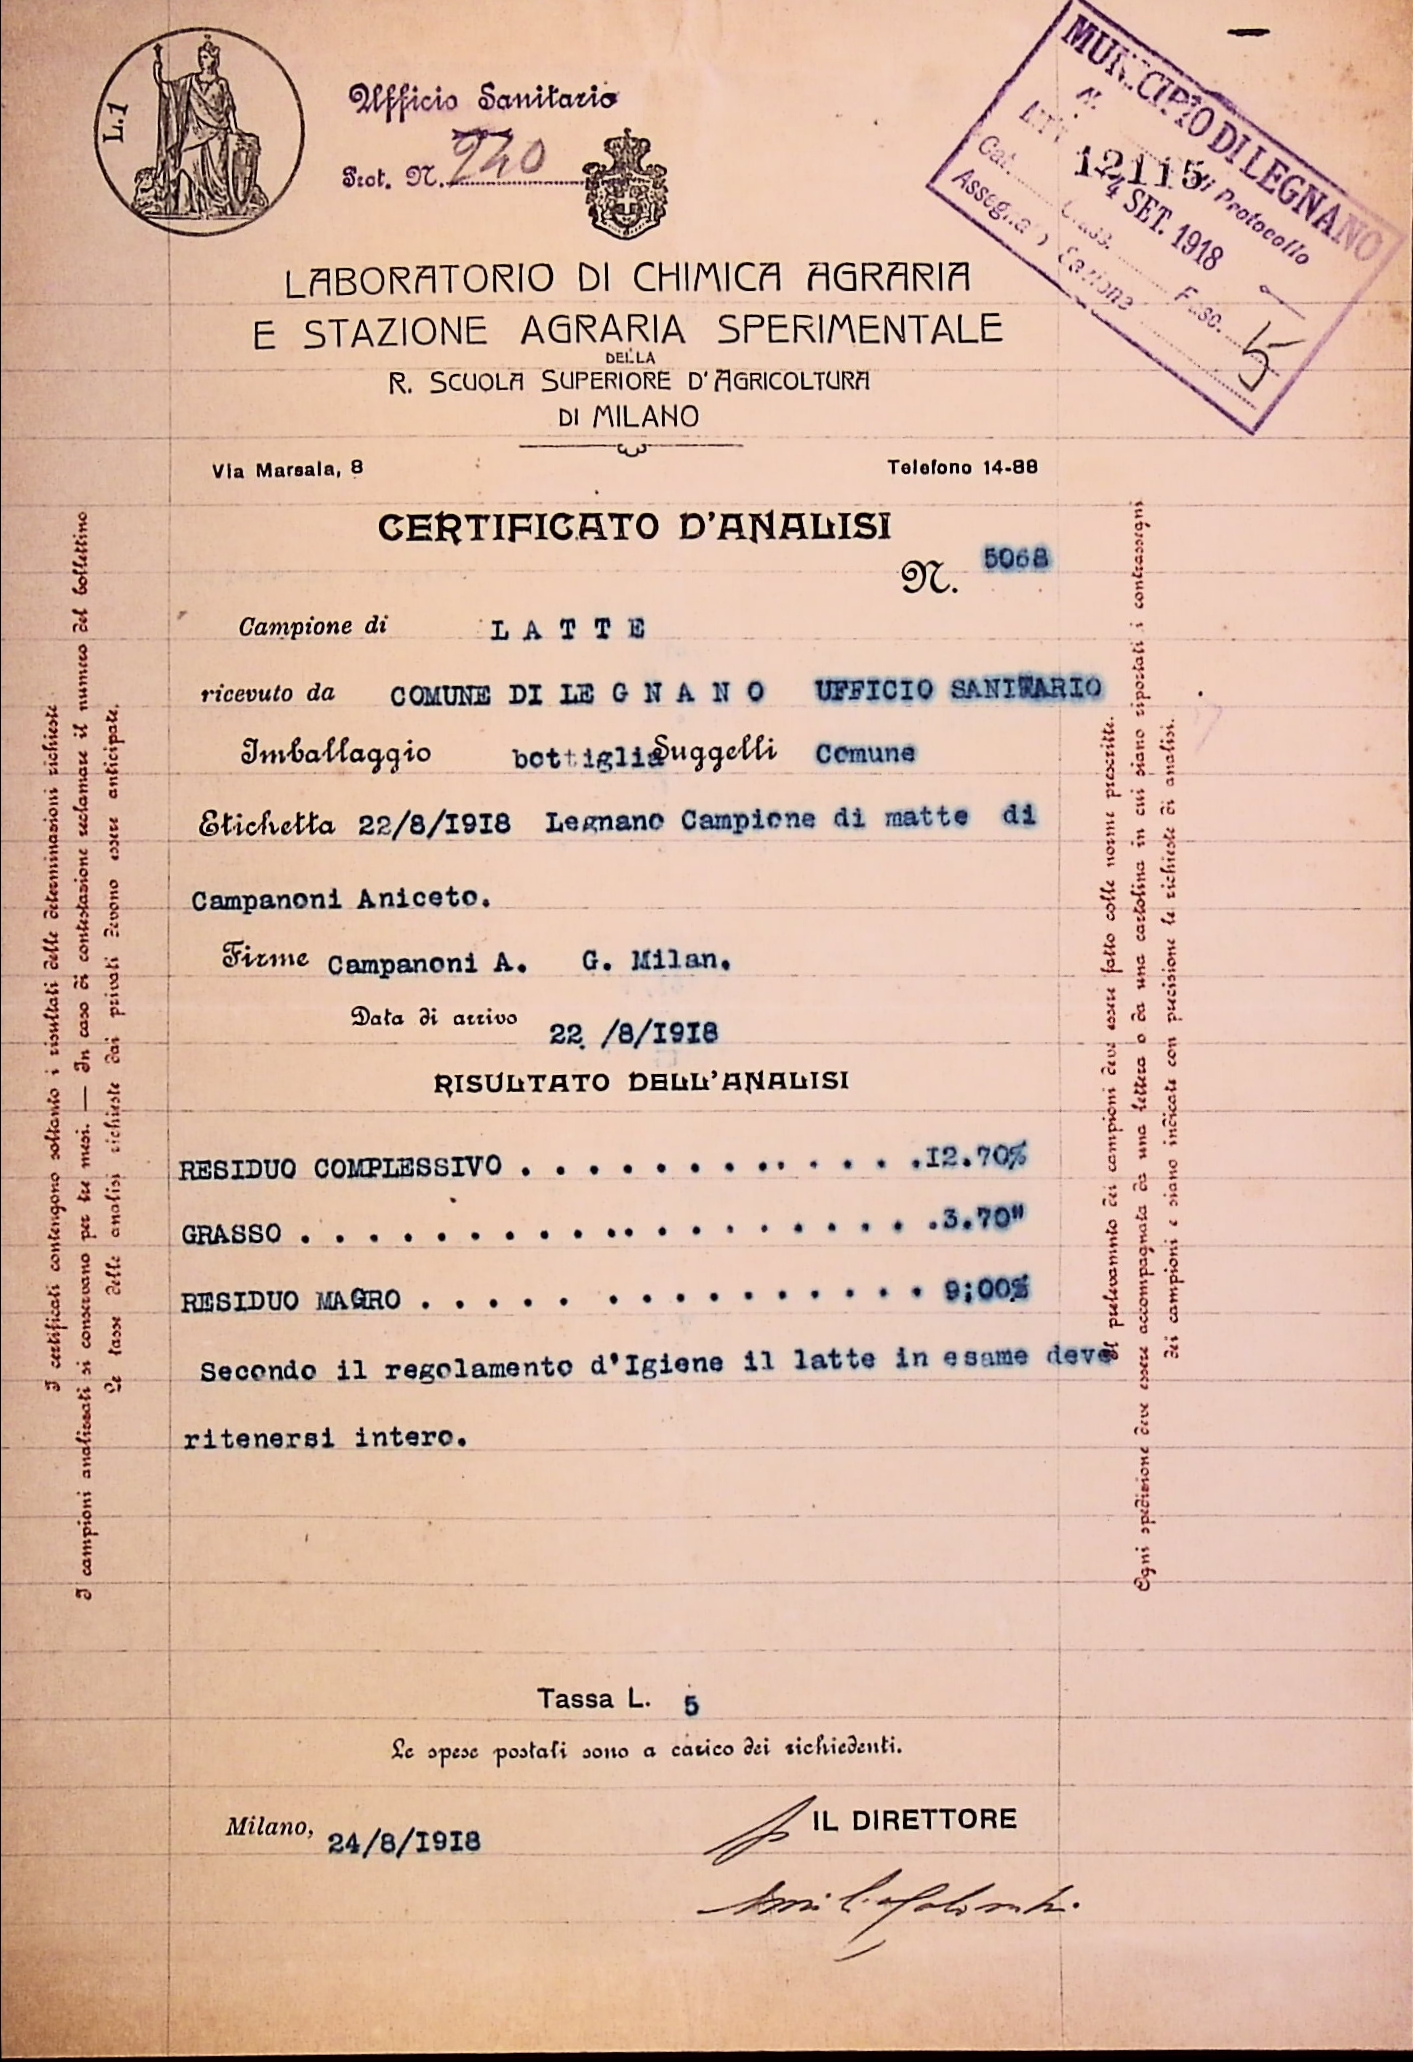 L. 1
Ufficio Sanitario
Prot. N. 240
MUNICIPIO DI LEGNANO
N.
12115 di Protocollo
4 SET. 1918
Cat. Class. Fasc. 5
LABORATORIO DI CHIMICA AGRARIA
E STAZIONE AGRARIA SPERIMENTALE
DELLA
R. SCUOLA SUPERIORE D'AGRICOLTURA
DI MILANO
Via Marsala, 8 Telefono 14-88
CERTIFICATO D'ANALISI
N. 5068
Campione di L A T T E
ricevuto da COMUNE DI LE G N A N O UFFICIO SANITARIO
Imballaggio bottiglia Suggelli Comune
Etichetta 22/8/1918 Legnano Campione di matte di
Campanoni Aniceto.
Firme Campanoni A. G. Milan.
Data di arrivo 22 /8/1918
RISULTATO DELL'ANALISI
RESIDUO COMPLESSIVO . . . . . . . . . . . . . .12.70%
GRASSO . . . . . . . . . . . . . . . . . . . .3.70"
RESIDUO MAGRO . . . . . . . . . . . . . . 9;00%
Secondo il regolamento d'Igiene il latte in esame deve
ritenersi intero.
Tassa L. 5
Le spese postali sono a carico dei richiedenti.
Milano, 24/8/1918 IL DIRETTORE
I certificati contengono soltanto i risultati delle determinazioni richieste
I campioni analizzati si conservano per tre mesi. — In caso di contestazione reclamare il numero del bollettino
Le tasse delle analisi richieste dai privati devono essere anticipate.
Il prelevamento dei campioni deve essere fatto colle norme prescritte.
Ogni spedizione deve essere accompagnata da una lettera o da una cartolina in cui siano riportati i contrassegni
dei campioni e siano indicate con precisione le richieste di analisi.